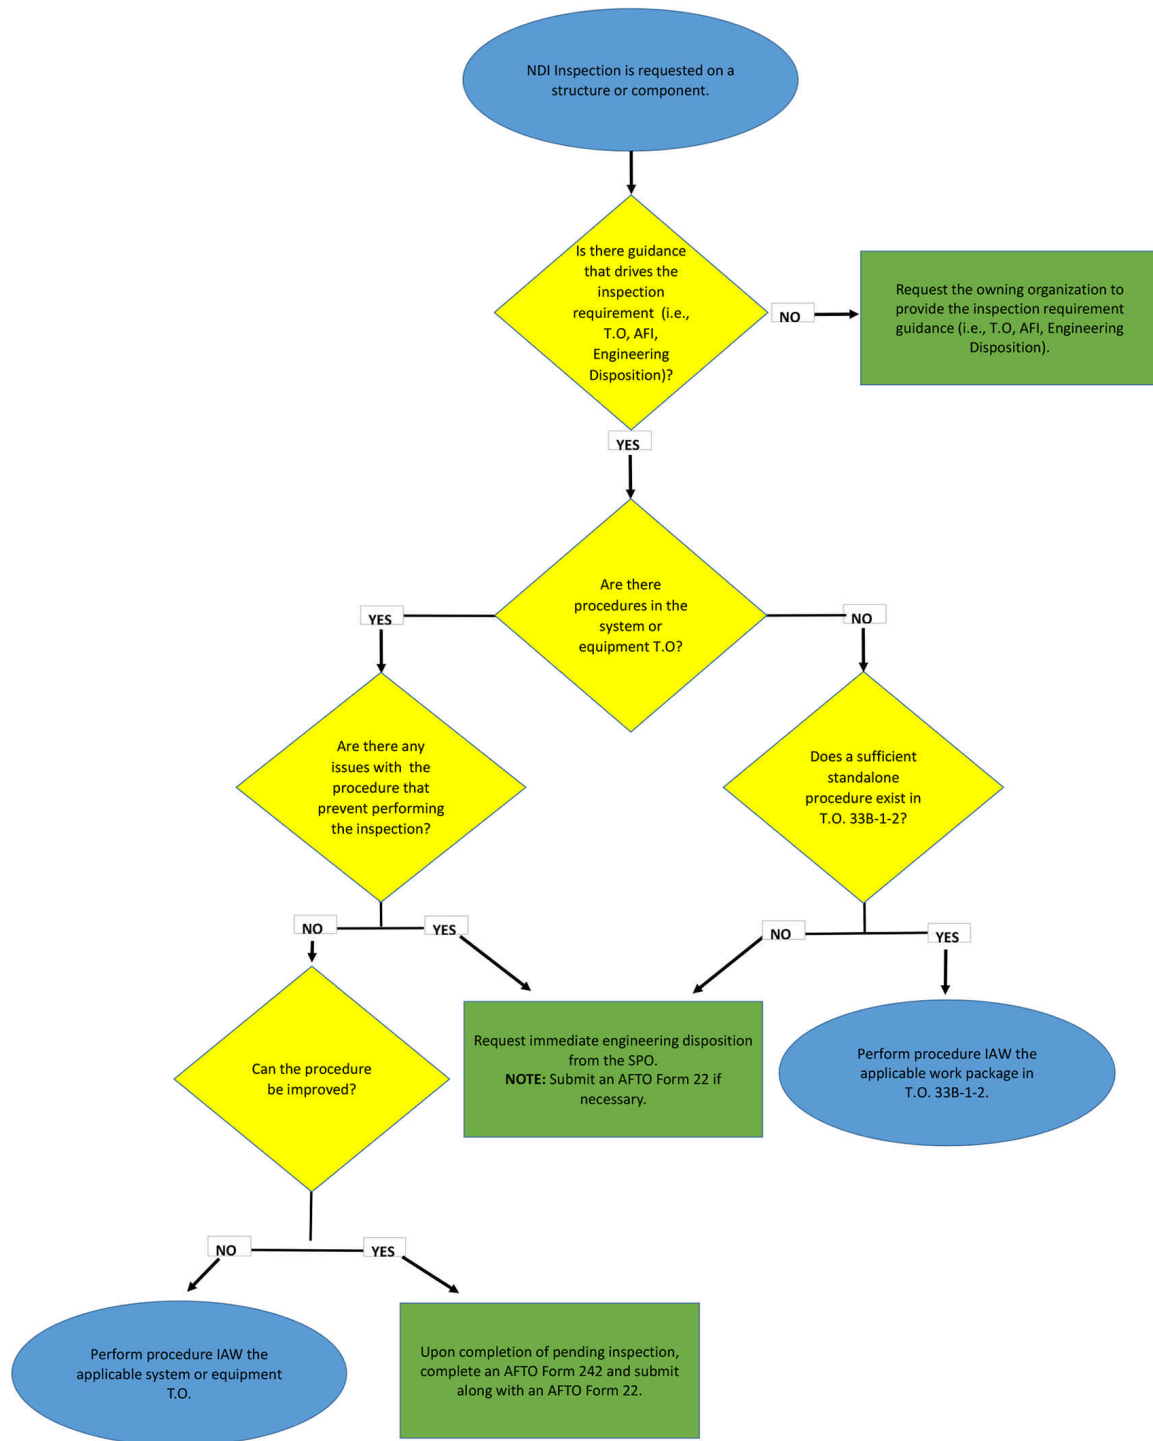 NDI Inspection is requested on a
structure or component.
Is there guidance
that drives the
inspection
requirement (i.e.,
T.O, AFI,
Engineering
Disposition)?
NO
Request the owning organization to
provide the inspection requirement
guidance (i.e., T.O, AFI, Engineering
Disposition).
YES
Are there
procedures in the
system or
equipment T.O?
YES
NO
Are there any
issues with the
procedure that
prevent performing
the inspection?
Does a sufficient
standalone
procedure exist in
T.O. 33B-1-2?
NO
YES
NO
YES
Can the procedure
be improved?
Request immediate engineering disposition
from the SPO.
NOTE: Submit an AFTO Form 22 if
necessary.
Perform procedure IAW the
applicable work package in
T.O. 33B-1-2.
NO
YES
Perform procedure IAW the
applicable system or equipment
T.O.
Upon completion of pending inspection,
complete an AFTO Form 242 and submit
along with an AFTO Form 22.